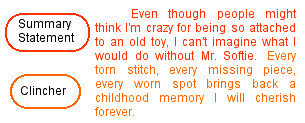 Summary
Statement
Clincher
Even though people might
think I'm crazy for being so attached
to an old toy, I can't imagine what I
would do without Mr. Softie. Every
torn stitch, every missing piece,
every worn spot brings back a
childhood memory I will cherish
forever.